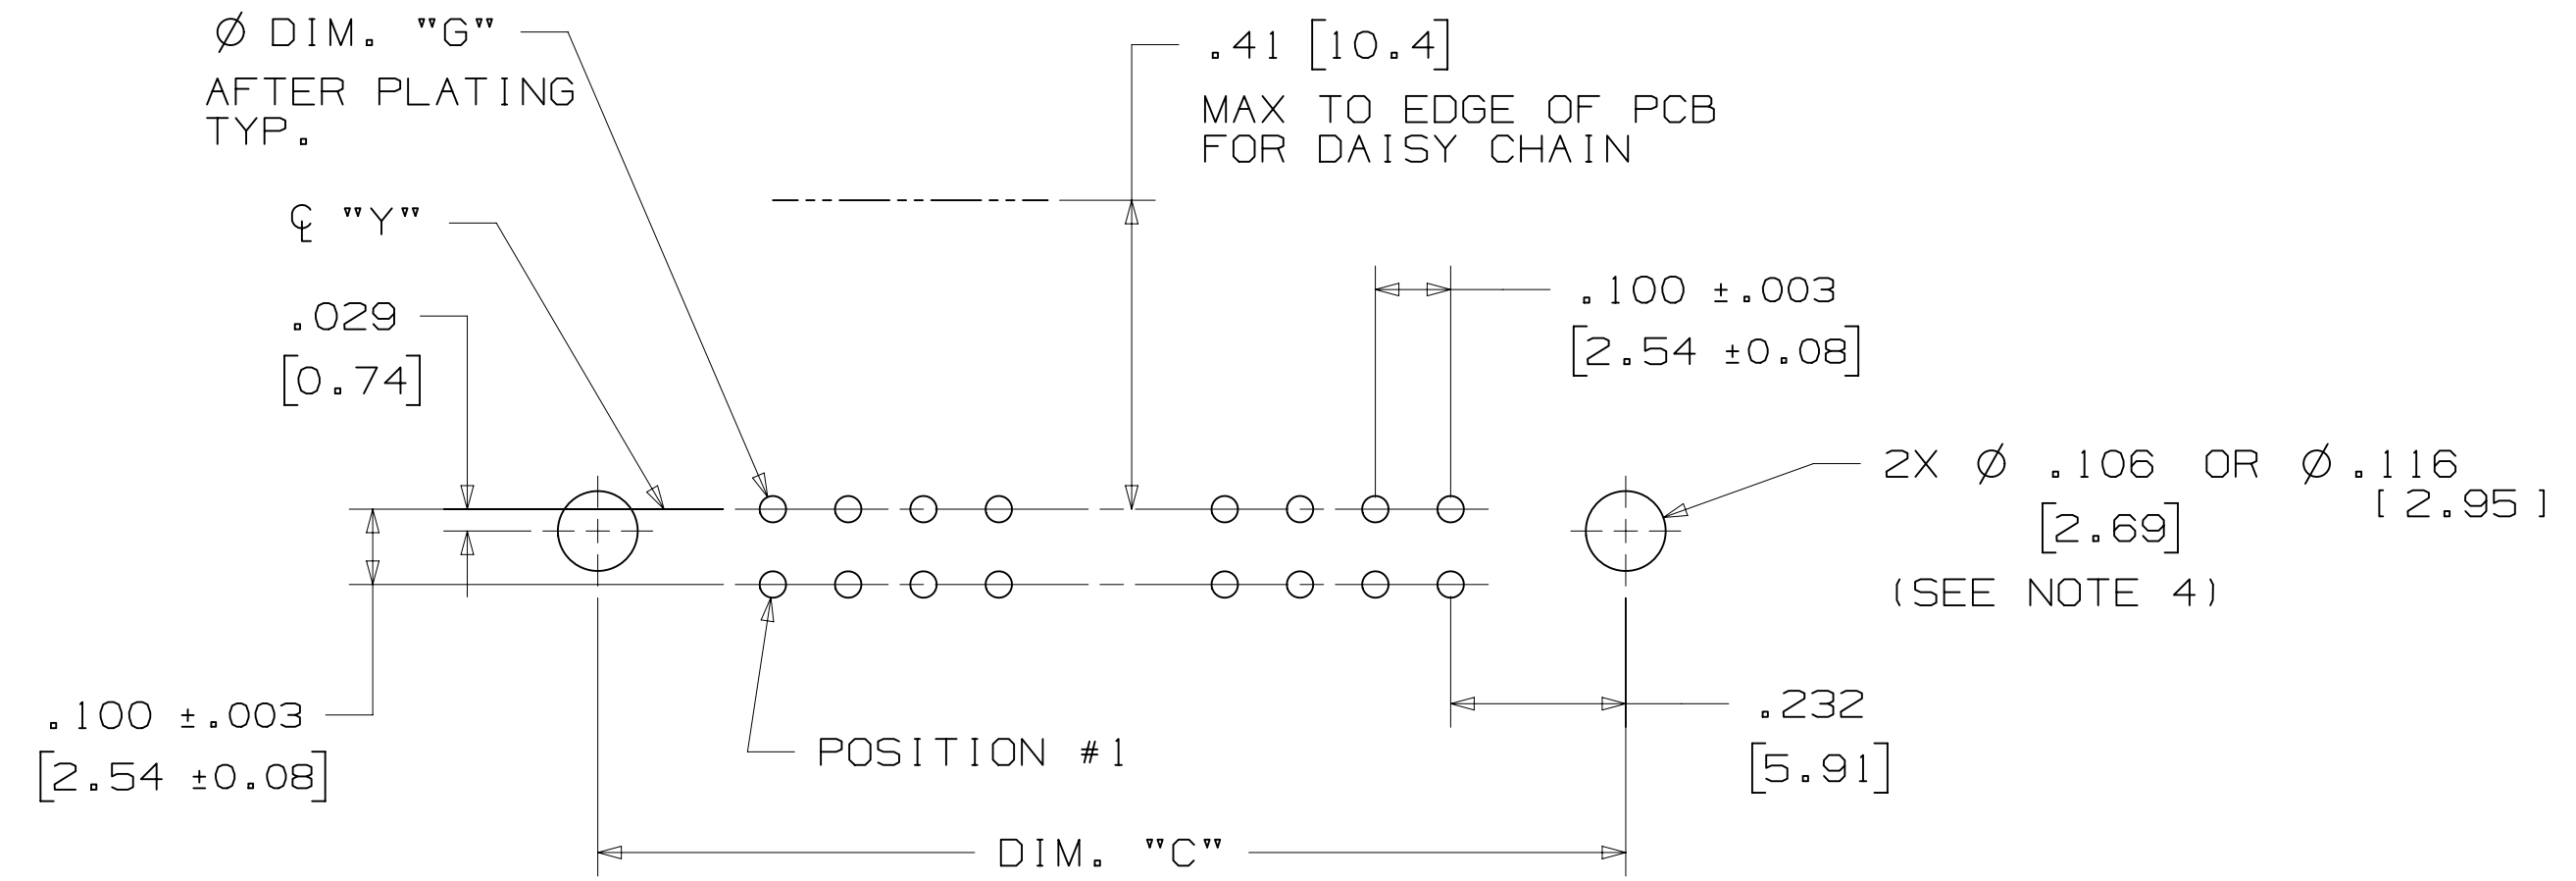 Ø DIM. "G"
AFTER PLATING
TYP.
℄ "Y"
.029
[0.74]
.41 [10.4]
MAX TO EDGE OF PCB
FOR DAISY CHAIN
.100 ±.003
[2.54 ±0.08]
2X Ø .106 OR Ø .116
[2.69] [2.95]
(SEE NOTE 4)
.100 ±.003
[2.54 ±0.08]
POSITION #1
.232
[5.91]
DIM. "C"